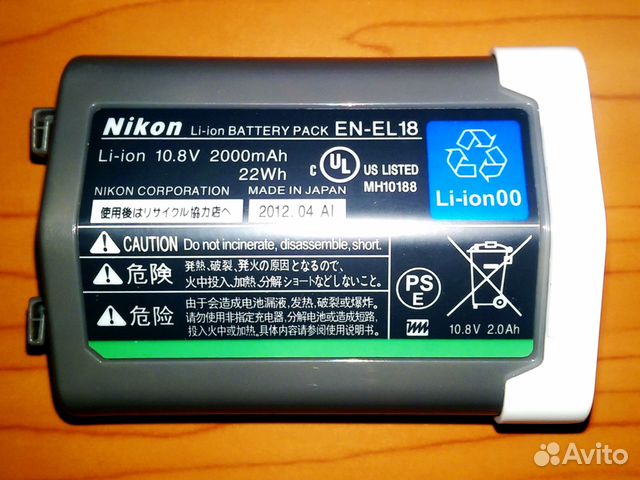 Nikon Li-ion BATTERY PACK EN-EL18
Li-ion 10.8V 2000mAh
22Wh
NIKON CORPORATION MADE IN JAPAN
使用後はリサイクル協力店へ 2012.04 AI
C UL US LISTED
MH10188
Li-ion00
CAUTION Do not incinerate, disassemble, short.
危険 発熱、破裂、発火の原因となるので、
火中投入、加熱、分解ショートなどしないこと。
危险 由于会造成电池漏液，发热，破裂或爆炸。
请勿使用非指定充电器，分解电池或造成短路，
投入火中或加热。具体内容请参阅使用说明书。
PS
E
10.8V 2.0Ah
Avito